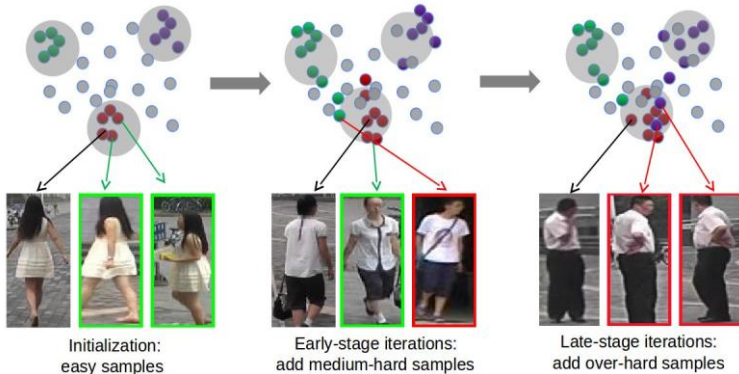 Initialization:
easy samples
Early-stage iterations:
add medium-hard samples
Late-stage iterations:
add over-hard samples